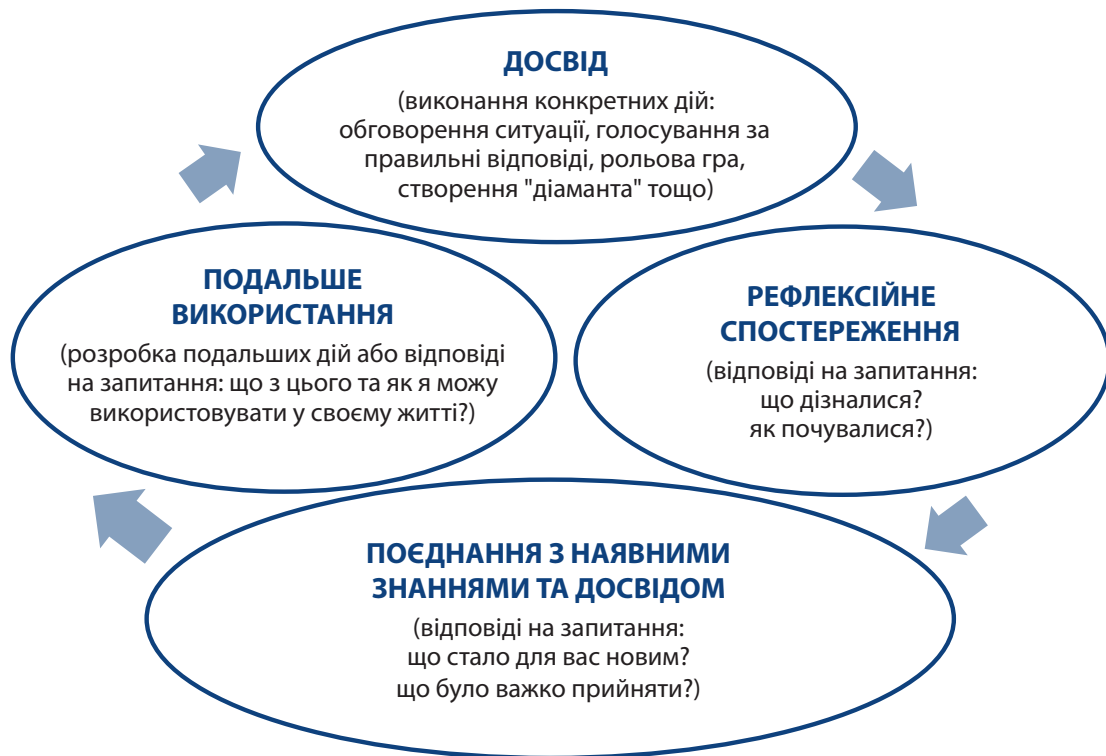 ДОСВІД
(виконання конкретних дій:
обговорення ситуації, голосування за
правильні відповіді, рольова гра,
створення "діаманта" тощо)
РЕФЛЕКСІЙНЕ
СПОСТЕРЕЖЕННЯ
(відповіді на запитання:
що дізналися?
як почувалися?)
ПОЄДНАННЯ З НАЯВНИМИ
ЗНАННЯМИ ТА ДОСВІДОМ
(відповіді на запитання:
що стало для вас новим?
що було важко прийняти?)
ПОДАЛЬШЕ
ВИКОРИСТАННЯ
(розробка подальших дій або відповіді
на запитання: що з цього та як я можу
використовувати у своєму житті?)